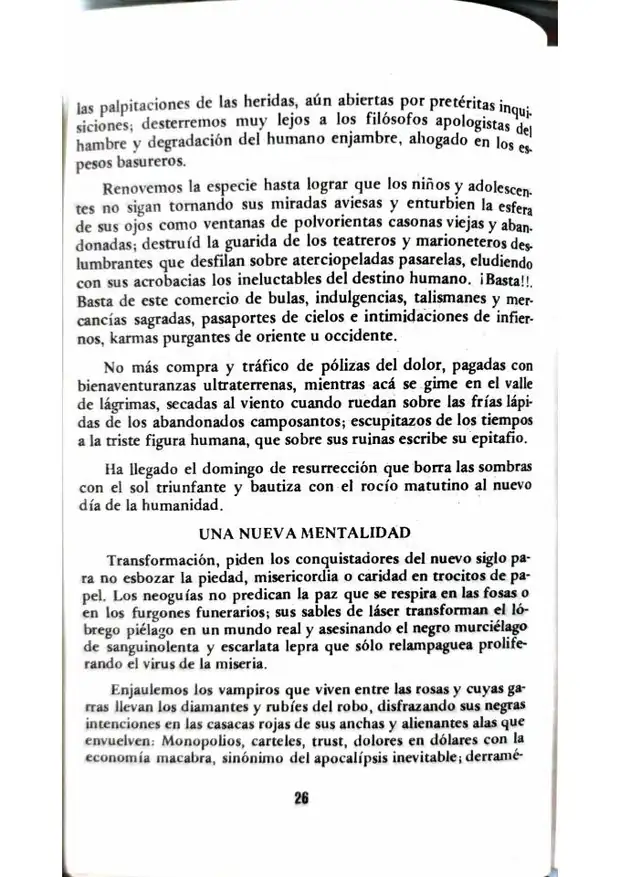 las palpitaciones de las heridas, aún abiertas por pretéritas inqui-
siciones; desterremos muy lejos a los filósofos apologistas del
hambre y degradación del humano enjambre, ahogado en los es-
pesos basureros.
Renovemos la especie hasta lograr que los niños y adolescen-
tes no sigan tornando sus miradas aviesas y enturbien la esfera
de sus ojos como ventanas de polvorientas casonas viejas y aban-
donadas; destruíd la guarida de los teatreros y marioneteros des-
lumbrantes que desfilan sobre aterciopeladas pasarelas, eludiendo
con sus acrobacias los ineluctables del destino humano. ¡Basta!!.
Basta de este comercio de bulas, indulgencias, talismanes y mer-
cancías sagradas, pasaportes de cielos e intimidaciones de infier-
nos, karmas purgantes de oriente u occidente.
No más compra y tráfico de pólizas del dolor, pagadas con
bienaventuranzas ultraterrenas, mientras acá se gime en el valle
de lágrimas, secadas al viento cuando ruedan sobre las frías lápi-
das de los abandonados camposantos; escupitazos de los tiempos
a la triste figura humana, que sobre sus ruinas escribe su epitafio.
Ha llegado el domingo de resurrección que borra las sombras
con el sol triunfante y bautiza con el rocío matutino al nuevo
día de la humanidad.
UNA NUEVA MENTALIDAD
Transformación, piden los conquistadores del nuevo siglo pa-
ra no esbozar la piedad, misericordia o caridad en trocitos de pa-
pel. Los neoguías no predican la paz que se respira en las fosas o
en los furgones funerarios; sus sables de láser transforman el ló-
brego piélago en un mundo real y asesinando el negro murciélago
de sanguinolenta y escarlata lepra que sólo relampaguea prolife-
rando el virus de la miseria.
Enjaulemos los vampiros que viven entre las rosas y cuyas ga-
rras llevan los diamantes y rubíes del robo, disfrazando sus negras
intenciones en las casacas rojas de sus anchas y alienantes alas que
envuelven: Monopolios, carteles, trust, dolores en dólares con la
economía macabra, sinónimo del apocalípsis inevitable; derramé-
26